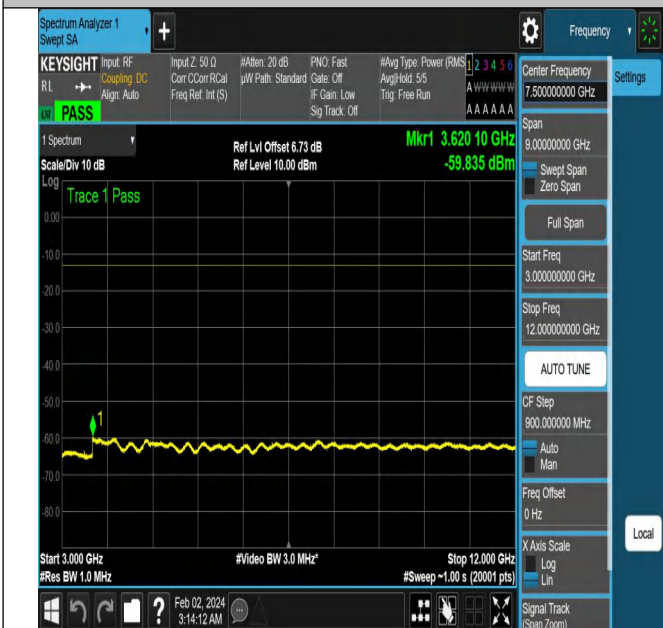 Spectrum Analyzer 1
Swept SA
+
Frequency
KEYSIGHT
RL
LXI
PASS
Input: RF
Coupling: DC
Align: Auto
Input Z: 50 Ω
Corr CCorr RCal
Freq Ref: Int (S)
#Atten: 20 dB
µW Path: Standard
PNO: Fast
Gate: Off
IF Gain: Low
Sig Track: Off
#Avg Type: Power (RMS
Avg|Hold: 5/5
Trig: Free Run
1 2 3 4 5 6
A W W W W W
A A A A A A
1 Spectrum
Scale/Div 10 dB
Ref Lvl Offset 6.73 dB
Ref Level 10.00 dBm
Mkr1 3.620 10 GHz
-59.835 dBm
Log
Trace 1 Pass
0.00
-10.0
-20.0
-30.0
-40.0
-50.0
-60.0
-70.0
-80.0
1
Start 3.000 GHz
#Res BW 1.0 MHz
#Video BW 3.0 MHz*
Stop 12.000 GHz
#Sweep ~1.00 s (20001 pts)
?
Feb 02, 2024
3:14:12 AM
Center Frequency
7.500000000 GHz
Settings
Span
9.00000000 GHz
Swept Span
Zero Span
Full Span
Start Freq
3.000000000 GHz
Stop Freq
12.000000000 GHz
AUTO TUNE
CF Step
900.000000 MHz
Auto
Man
Freq Offset
0 Hz
X Axis Scale
Log
Lin
Local
Signal Track
(Span Zoom)